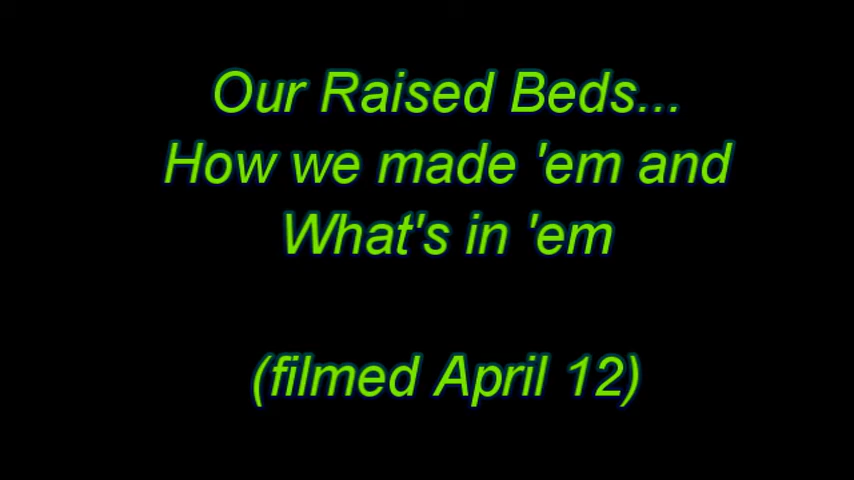 Our Raised Beds...
How we made 'em and
What's in 'em
(filmed April 12)